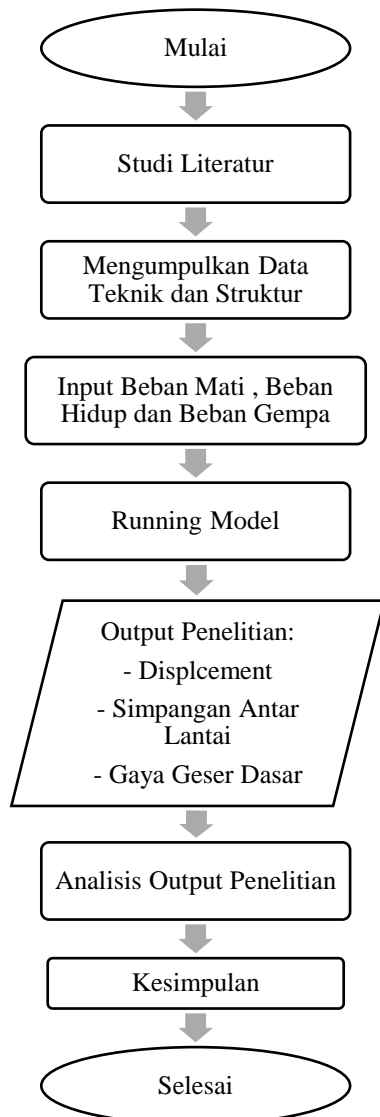 Mulai
Studi Literatur
Mengumpulkan Data
Teknik dan Struktur
Input Beban Mati , Beban
Hidup dan Beban Gempa
Running Model
Output Penelitian:
- Displcement
- Simpangan Antar
Lantai
- Gaya Geser Dasar
Analisis Output Penelitian
Kesimpulan
Selesai